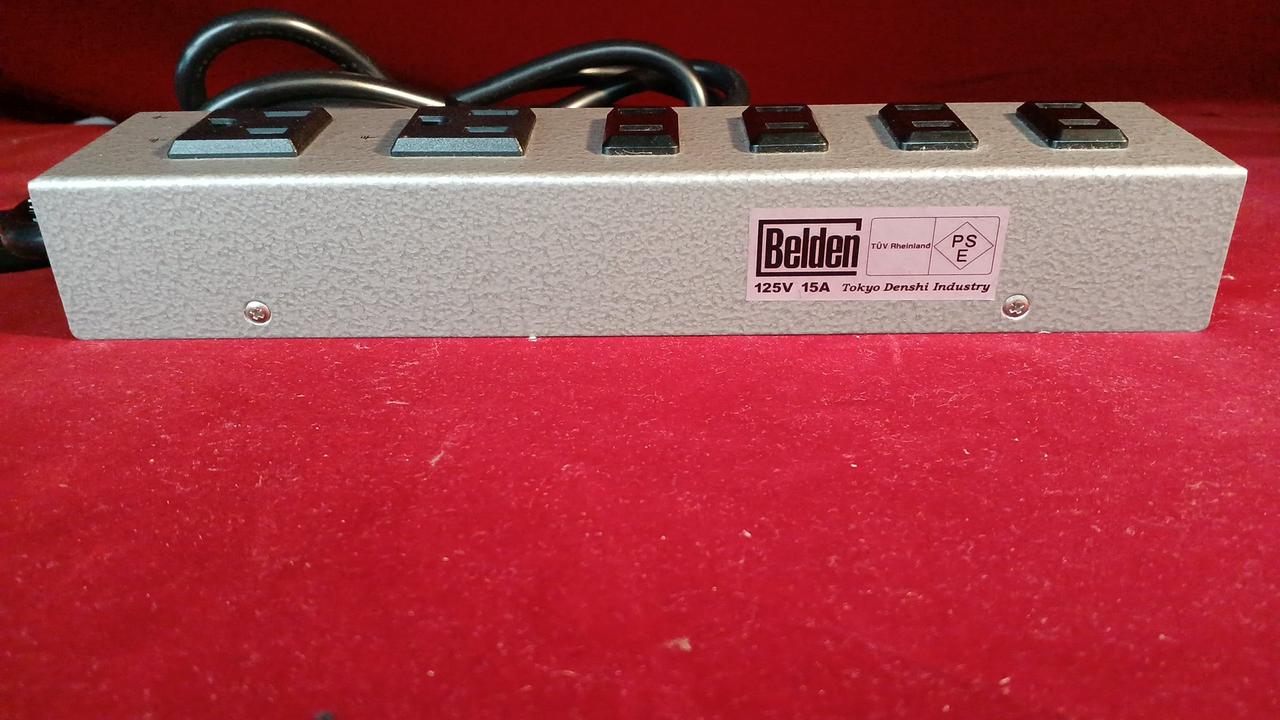 Belden
TÜV Rheinland
PS
E
125V 15A Tokyo Denshi Industry